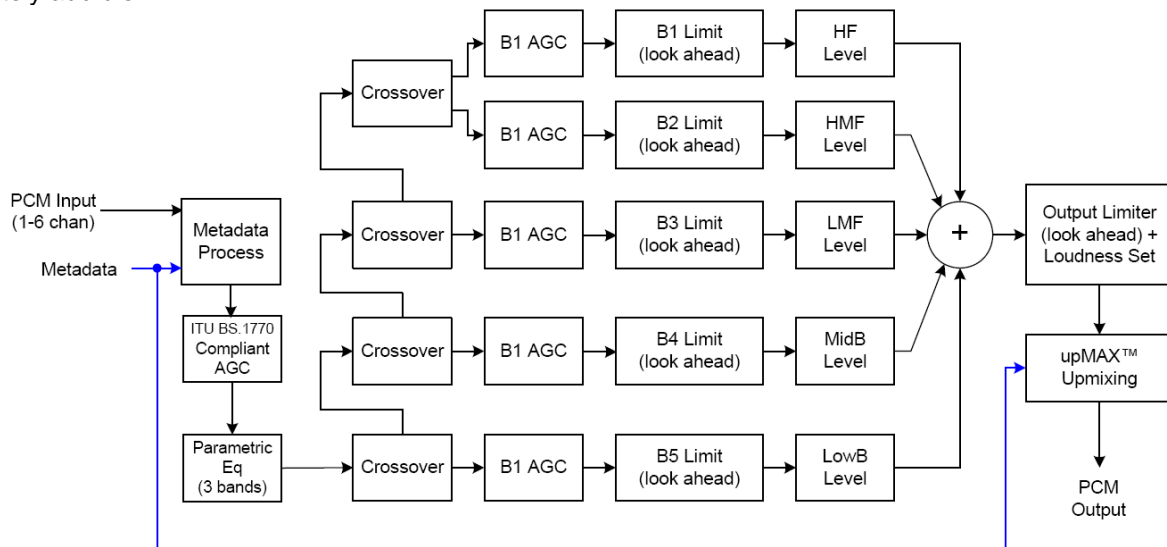 B1 AGC
B1 Limit
(look ahead)
HF
Level
Crossover
B1 AGC
B2 Limit
(look ahead)
HMF
Level
PCM Input
(1-6 chan)
Metadata
Process
Metadata
Crossover
B1 AGC
B3 Limit
(look ahead)
LMF
Level
+
Output Limiter
(look ahead) +
Loudness Set
ITU BS.1770
Compliant
AGC
Crossover
B1 AGC
B4 Limit
(look ahead)
MidB
Level
upMAX™
Upmixing
Parametric
Eq
(3 bands)
Crossover
B1 AGC
B5 Limit
(look ahead)
LowB
Level
PCM
Output